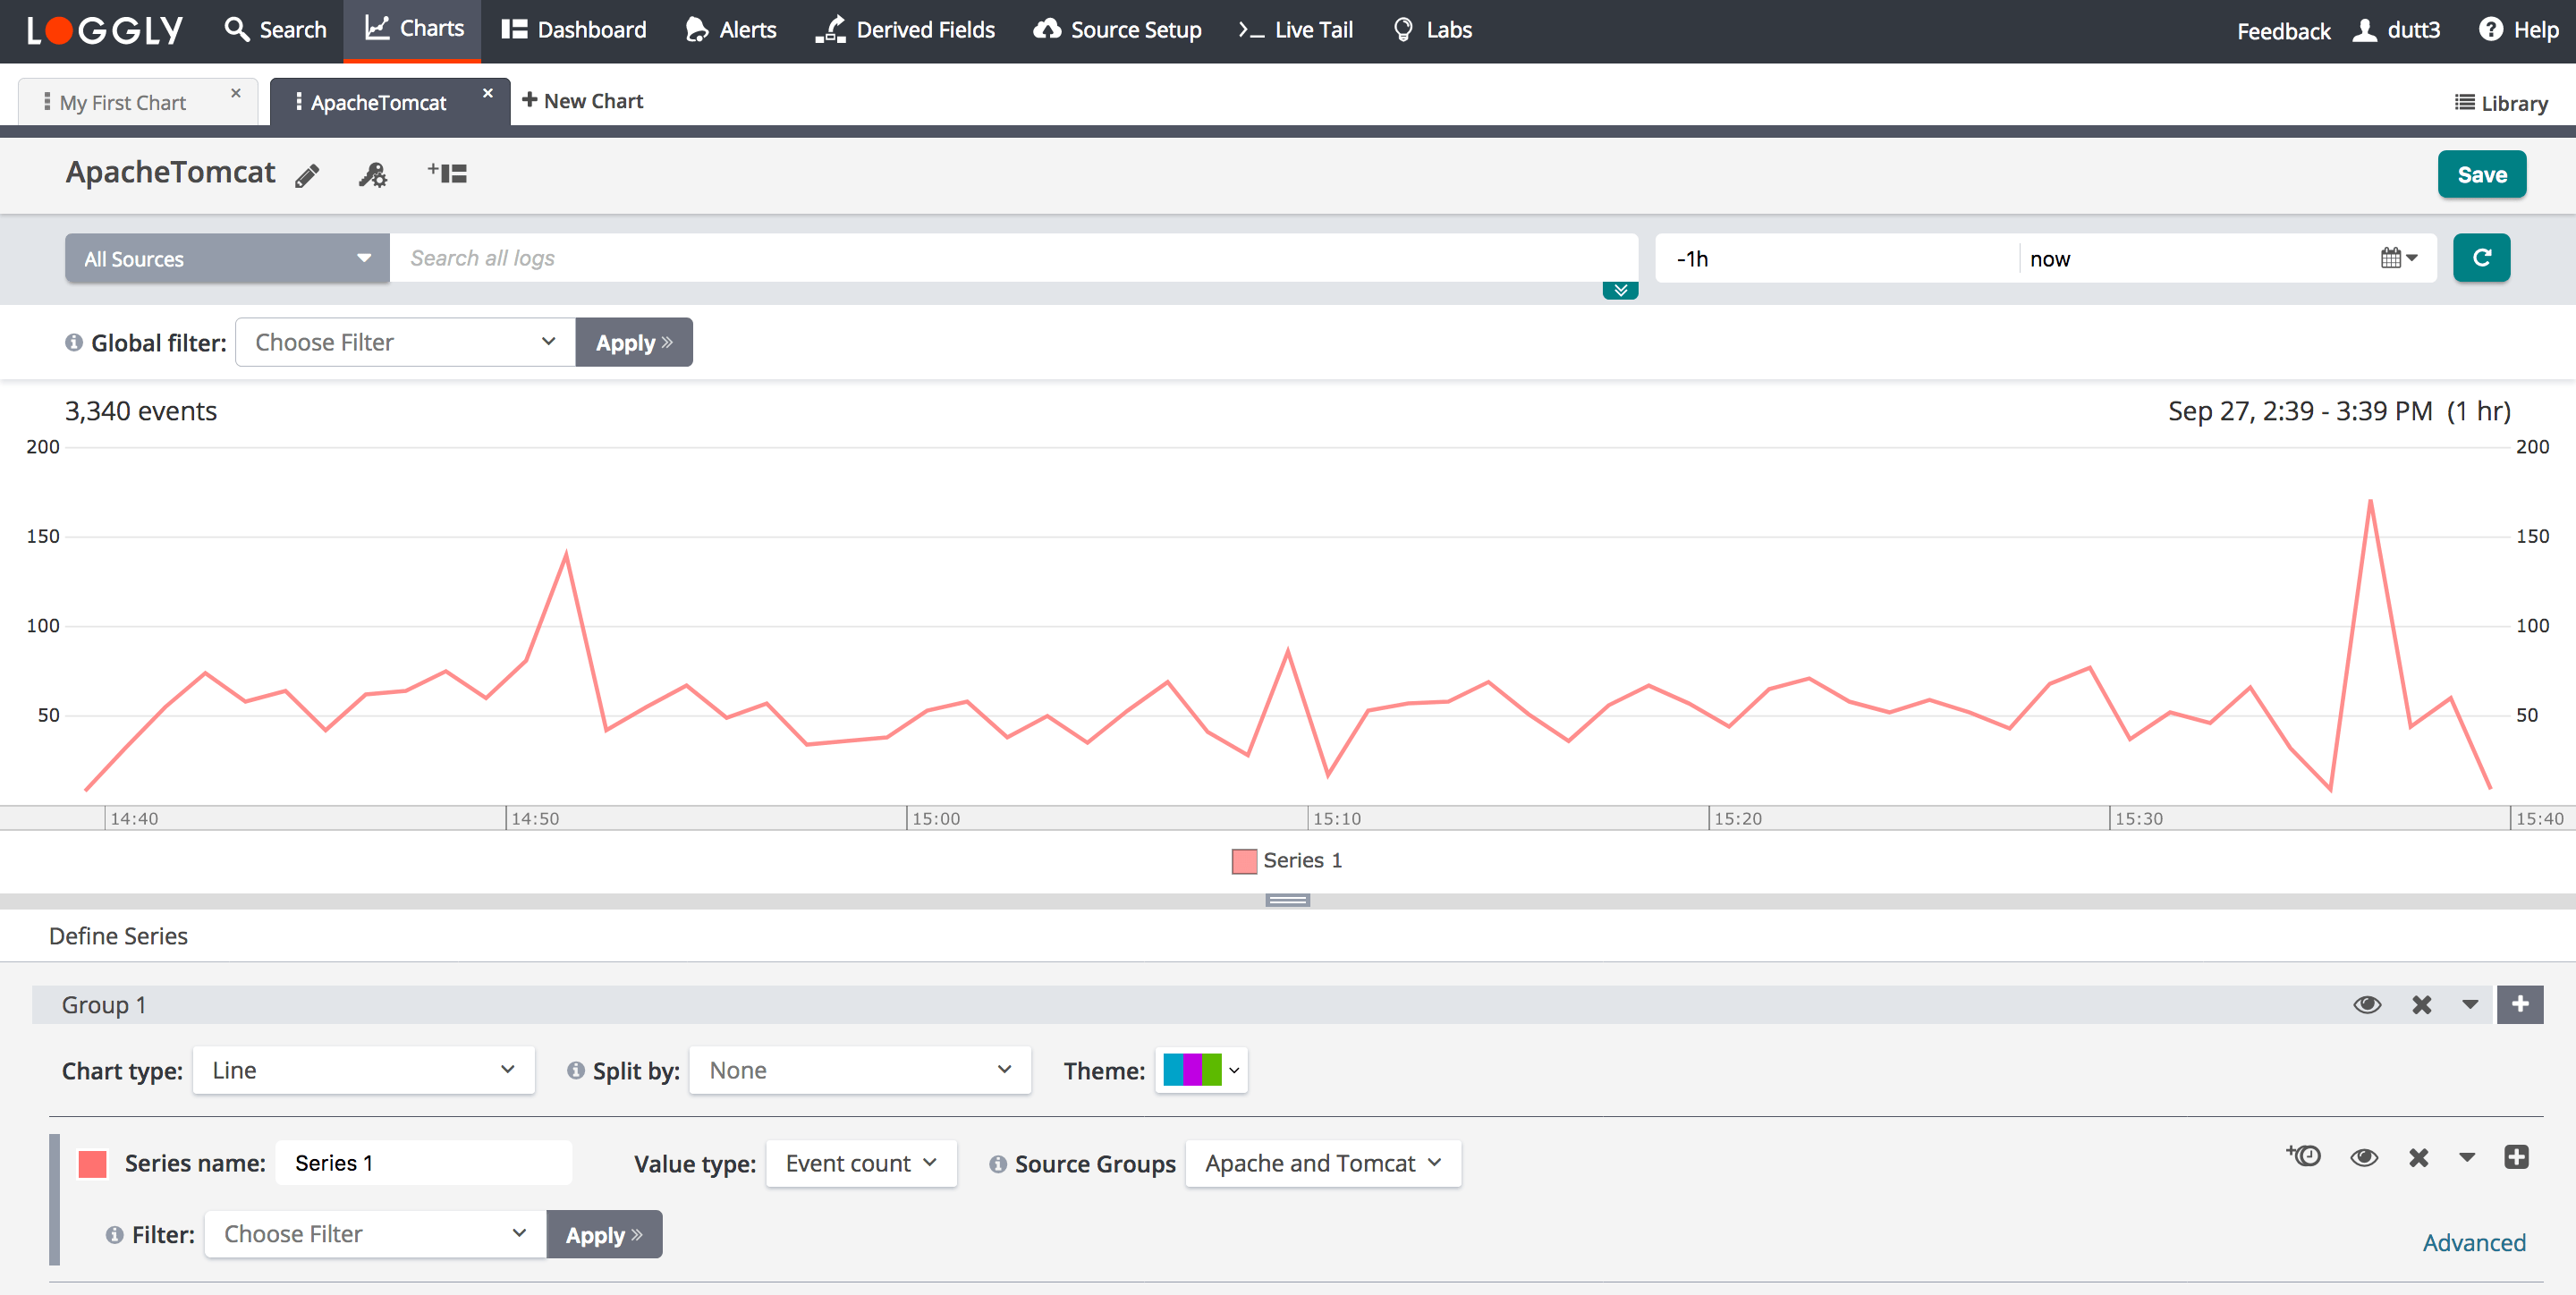 LOGGLY Search Charts Dashboard Alerts Derived Fields Source Setup Live Tail Labs Feedback dutt3 Help
My First Chart × ApacheTomcat × + New Chart Library
ApacheTomcat Save
All Sources Search all logs -1h now
Global filter: Choose Filter Apply »
3,340 events Sep 27, 2:39 - 3:39 PM (1 hr)
200 200
150 150
100 100
50 50
14:40 14:50 15:00 15:10 15:20 15:30 15:40
Series 1
Define Series
Group 1
Chart type: Line Split by: None Theme:
Series name: Series 1 Value type: Event count Source Groups Apache and Tomcat
Filter: Choose Filter Apply »
Advanced